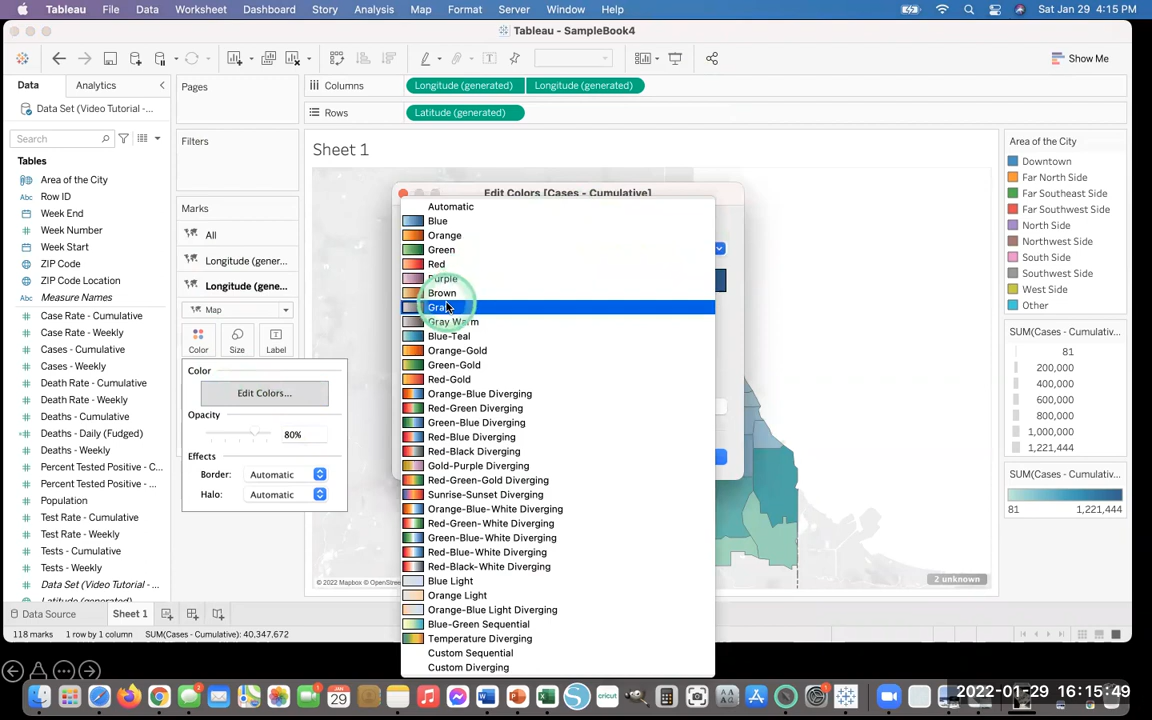 Tableau File Data Worksheet Dashboard Story Analysis Map Format Server Window Help Sat Jan 29 4:15 PM
Tableau - SampleBook4
Show Me
Data Analytics Pages Columns Longitude (generated) Longitude (generated)
Data Set (Video Tutorial -...
Rows Latitude (generated)
Search
Filters
Sheet 1
Tables
Area of the City
Row ID
Week End
Week Number
Week Start
ZIP Code
ZIP Code Location
Measure Names
Case Rate - Cumulative
Case Rate - Weekly
Cases - Cumulative
Cases - Weekly
Death Rate - Cumulative
Death Rate - Weekly
Deaths - Cumulative
Deaths - Daily (Fudged)
Deaths - Weekly
Percent Tested Positive - C...
Percent Tested Positive - ...
Population
Test Rate - Cumulative
Test Rate - Weekly
Tests - Cumulative
Tests - Weekly
Data Set (Video Tutorial - ...
Latitude (generated)
Marks
All
Longitude (gener...
Longitude (gene...
Map
Color Size Label
Color
Edit Colors...
Opacity
80%
Effects
Border: Automatic
Halo: Automatic
Edit Colors [Cases - Cumulative]
Automatic
Blue
Orange
Green
Red
Purple
Brown
Gray
Gray Warm
Blue-Teal
Orange-Gold
Green-Gold
Red-Gold
Orange-Blue Diverging
Red-Green Diverging
Green-Blue Diverging
Red-Blue Diverging
Red-Black Diverging
Gold-Purple Diverging
Red-Green-Gold Diverging
Sunrise-Sunset Diverging
Orange-Blue-White Diverging
Red-Green-White Diverging
Green-Blue-White Diverging
Red-Blue-White Diverging
Red-Black-White Diverging
Blue Light
Orange Light
Orange-Blue Light Diverging
Blue-Green Sequential
Temperature Diverging
Custom Sequential
Custom Diverging
© 2022 Mapbox © OpenStre
2 unknown
Area of the City
Downtown
Far North Side
Far Southeast Side
Far Southwest Side
North Side
Northwest Side
South Side
Southwest Side
West Side
Other
SUM(Cases - Cumulativ...
81
200,000
400,000
600,000
800,000
1,000,000
1,221,444
SUM(Cases - Cumulativ...
81 1,221,444
Data Source Sheet 1
118 marks 1 row by 1 column SUM(Cases - Cumulative): 40,347,672
2022-01-29 16:15:49